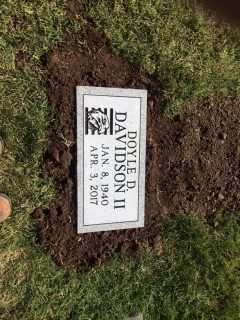 DOYLE D.
DAVIDSON II
JAN. 8, 1940
APR. 3, 2017